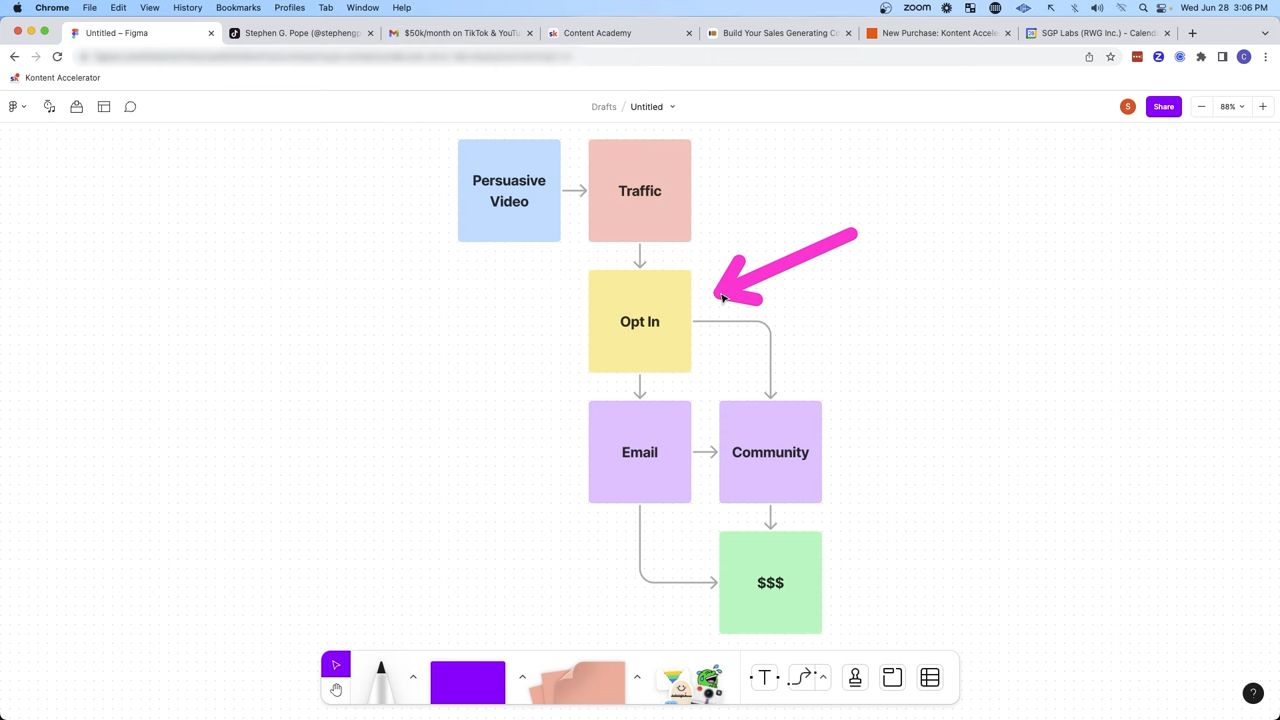 Chrome File Edit View History Bookmarks Profiles Tab Window Help zoom Wed Jun 28 3:06 PM
Untitled – Figma
Stephen G. Pope (@stephengp
$50k/month on TikTok & YouTu
Content Academy
Build Your Sales Generating Co
New Purchase: Kontent Accele
SGP Labs (RWG Inc.) - Calend
Kontent Accelerator
Drafts / Untitled
S
Share
88%
C
Persuasive
Video
Traffic
Opt In
Email
Community
$$$
T
?